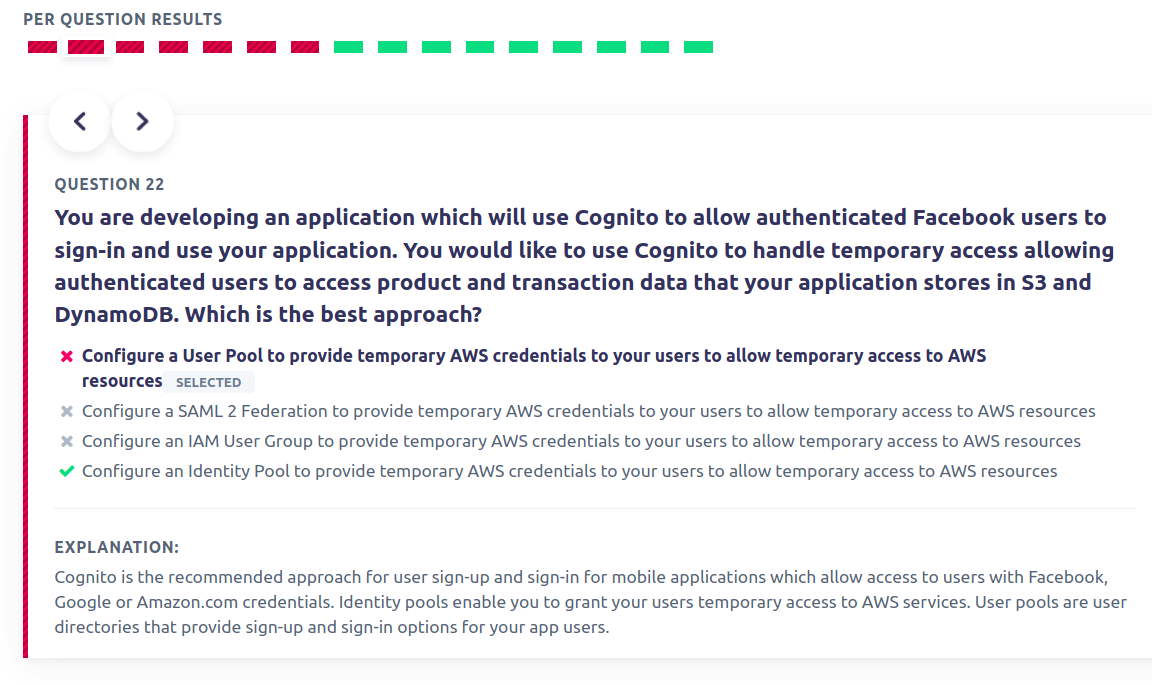 PER QUESTION RESULTS
QUESTION 22
You are developing an application which will use Cognito to allow authenticated Facebook users to
sign-in and use your application. You would like to use Cognito to handle temporary access allowing
authenticated users to access product and transaction data that your application stores in S3 and
DynamoDB. Which is the best approach?
Configure a User Pool to provide temporary AWS credentials to your users to allow temporary access to AWS
resources SELECTED
Configure a SAML 2 Federation to provide temporary AWS credentials to your users to allow temporary access to AWS resources
Configure an IAM User Group to provide temporary AWS credentials to your users to allow temporary access to AWS resources
Configure an Identity Pool to provide temporary AWS credentials to your users to allow temporary access to AWS resources
EXPLANATION:
Cognito is the recommended approach for user sign-up and sign-in for mobile applications which allow access to users with Facebook,
Google or Amazon.com credentials. Identity pools enable you to grant your users temporary access to AWS services. User pools are user
directories that provide sign-up and sign-in options for your app users.